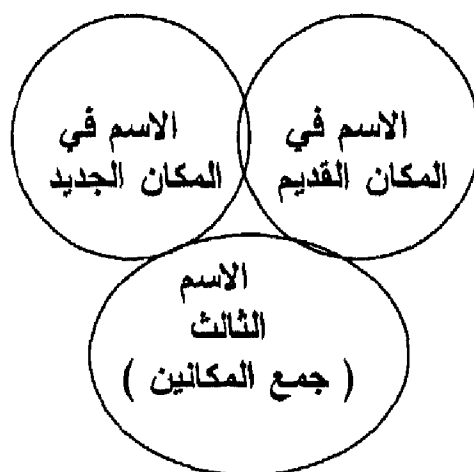 الاسم في
المكان القديم
الاسم في
المكان الجديد
الاسم
الثالث
( جمع المكانين )